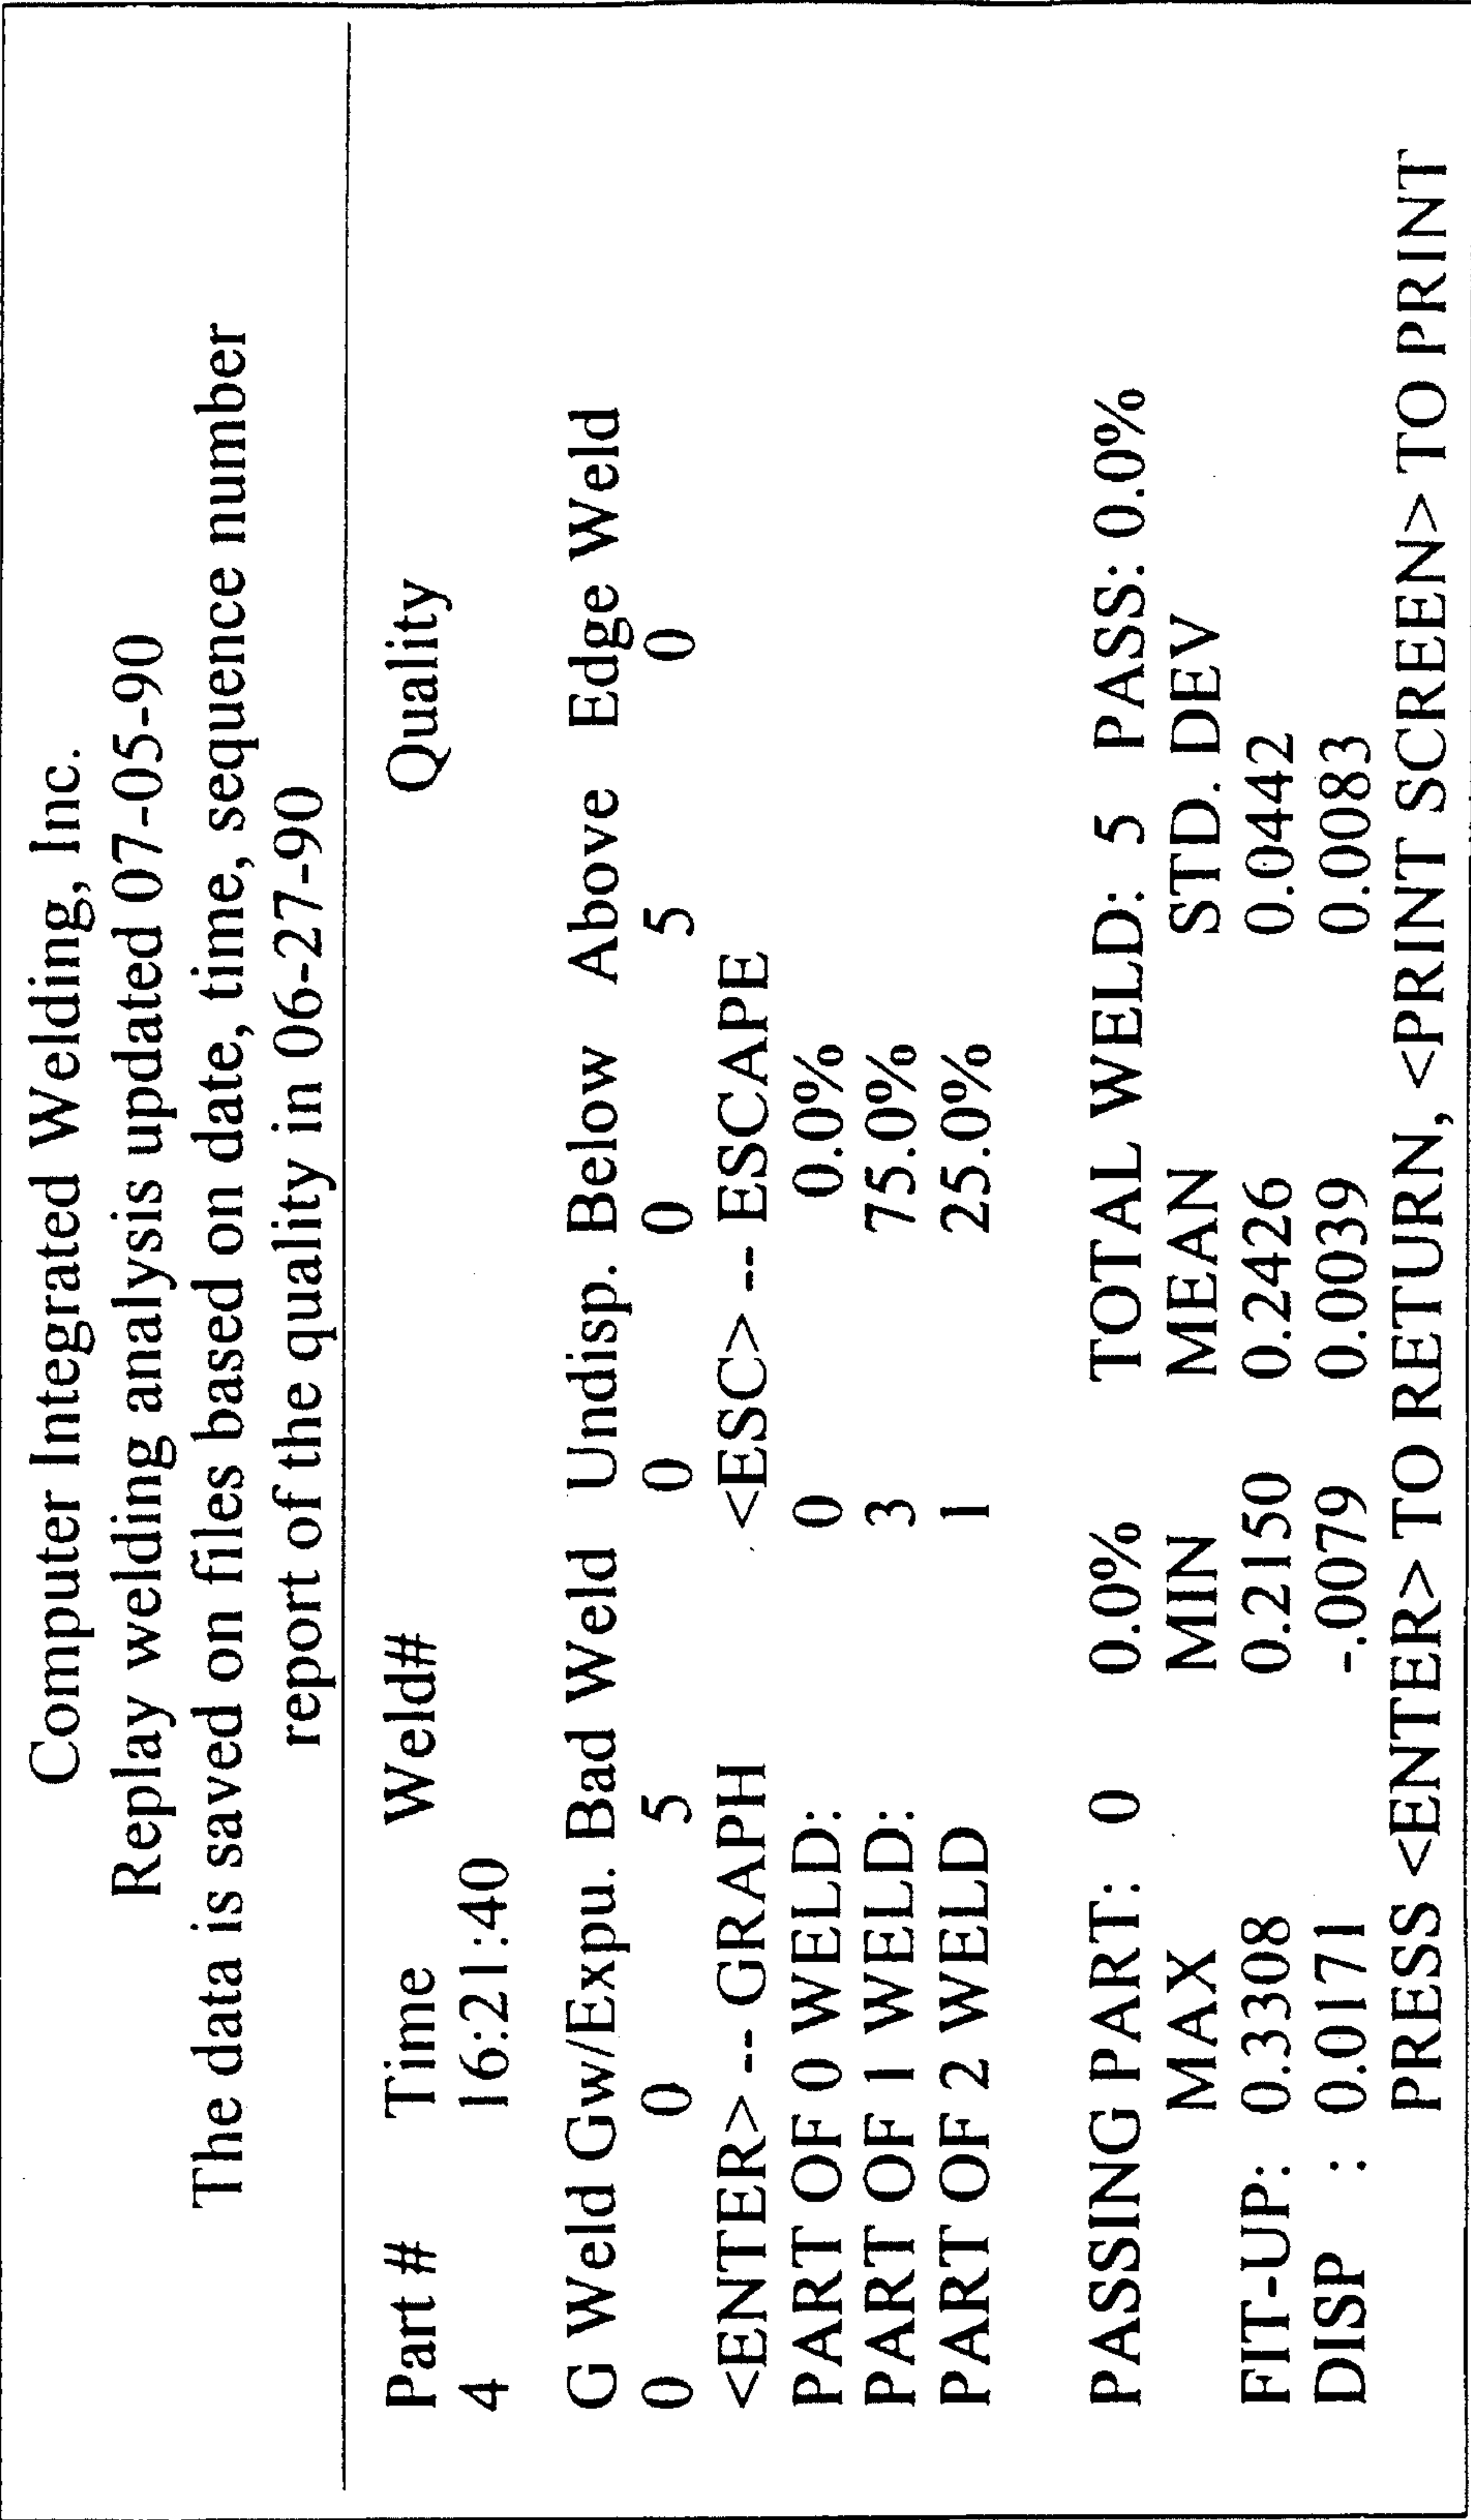 Computer Integrated Welding, Inc.
Replay welding analysis updated 07-05-90
The data is saved on files based on date, time, sequence number
report of the quality in 06-27-90
Part # Time Weld# Quality
4 16:21:40
G Weld Gw/Expu. Bad Weld Undisp. Below Above Edge Weld
0 0 5 0 0 5 0
<ENTER> -- GRAPH <ESC> -- ESCAPE
PART OF 0 WELD: 0 0.0%
PART OF 1 WELD: 3 75.0%
PART OF 2 WELD 1 25.0%
PASSING PART: 0 0.0% TOTAL WELD: 5 PASS: 0.0%
MAX MIN MEAN STD. DEV
FIT-UP: 0.3308 0.2150 0.2426 0.0442
DISP : 0.0171 -.0079 0.0039 0.0083
PRESS <ENTER> TO RETURN, <PRINT SCREEN> TO PRINT